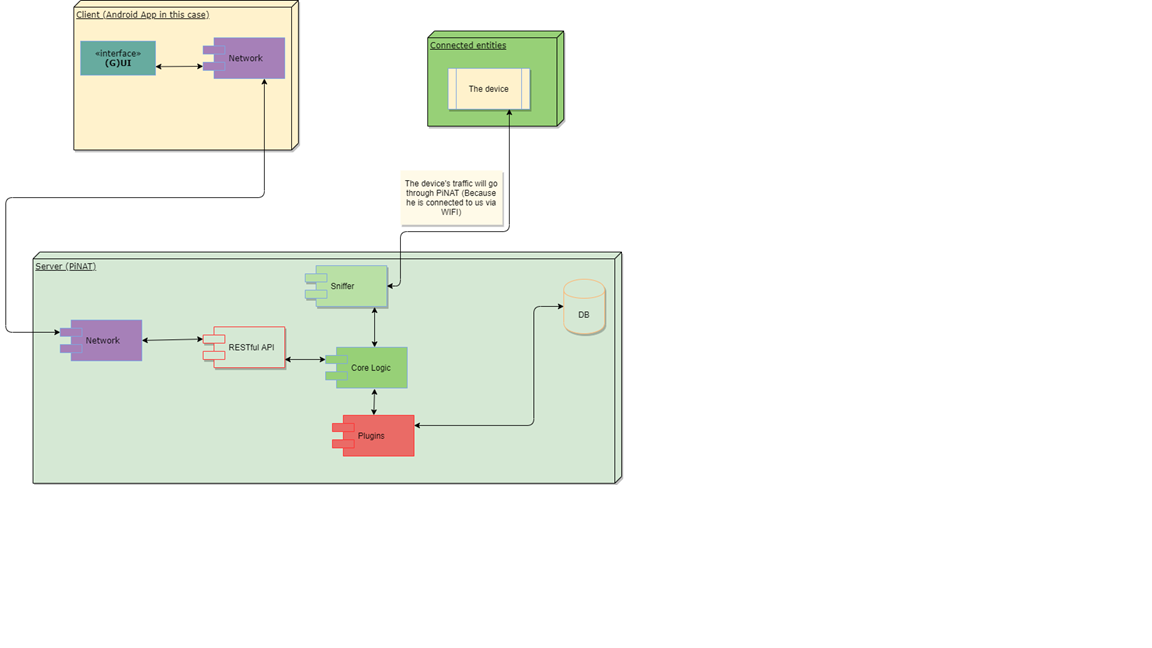 Client (Android App in this case)
«interface»
(G)UI
Network
Connected entities
The device
The device's traffic will go
through PiNAT (Because
he is connected to us via
WIFI)
Server (PiNAT)
Sniffer
DB
Network
RESTful API
Core Logic
Plugins